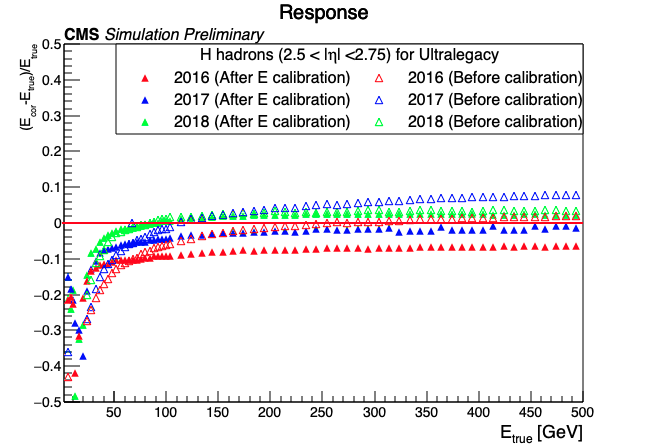 Response
CMS Simulation Preliminary
H hadrons (2.5 < |η| <2.75) for Ultralegacy
2016 (After E calibration) 2016 (Before calibration)
2017 (After E calibration) 2017 (Before calibration)
2018 (After E calibration) 2018 (Before calibration)
(E_cor-E_true)/E_true
0.5
0.4
0.3
0.2
0.1
0
−0.1
−0.2
−0.3
−0.4
−0.5
50 100 150 200 250 300 350 400 450 500
E_true [GeV]